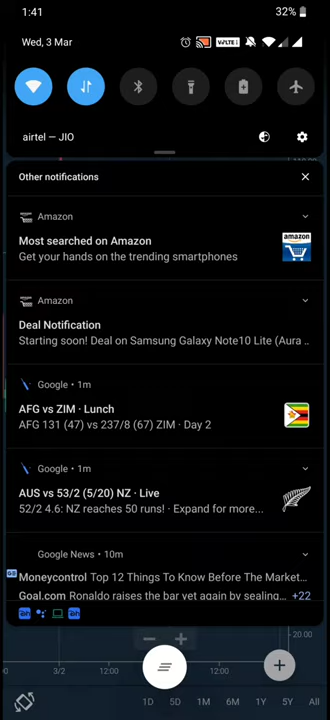 1:41
32%
Wed, 3 Mar
VoLTE
airtel — JIO
Other notifications
Amazon
Most searched on Amazon
Get your hands on the trending smartphones
amazon
Amazon
Deal Notification
Starting soon! Deal on Samsung Galaxy Note10 Lite (Aura ..
Google • 1m
AFG vs ZIM · Lunch
AFG 131 (47) vs 237/8 (67) ZIM · Day 2
Google • 1m
AUS vs 53/2 (5/20) NZ · Live
52/2 4.6: NZ reaches 50 runs! · Expand for more...
Google News • 10m
Moneycontrol Top 12 Things To Know Before The Market...
Goal.com Ronaldo raises the bar yet again by sealing... +22
20.00
3/2 12:00 12:00
1D 5D 1M 6M 1Y 5Y All